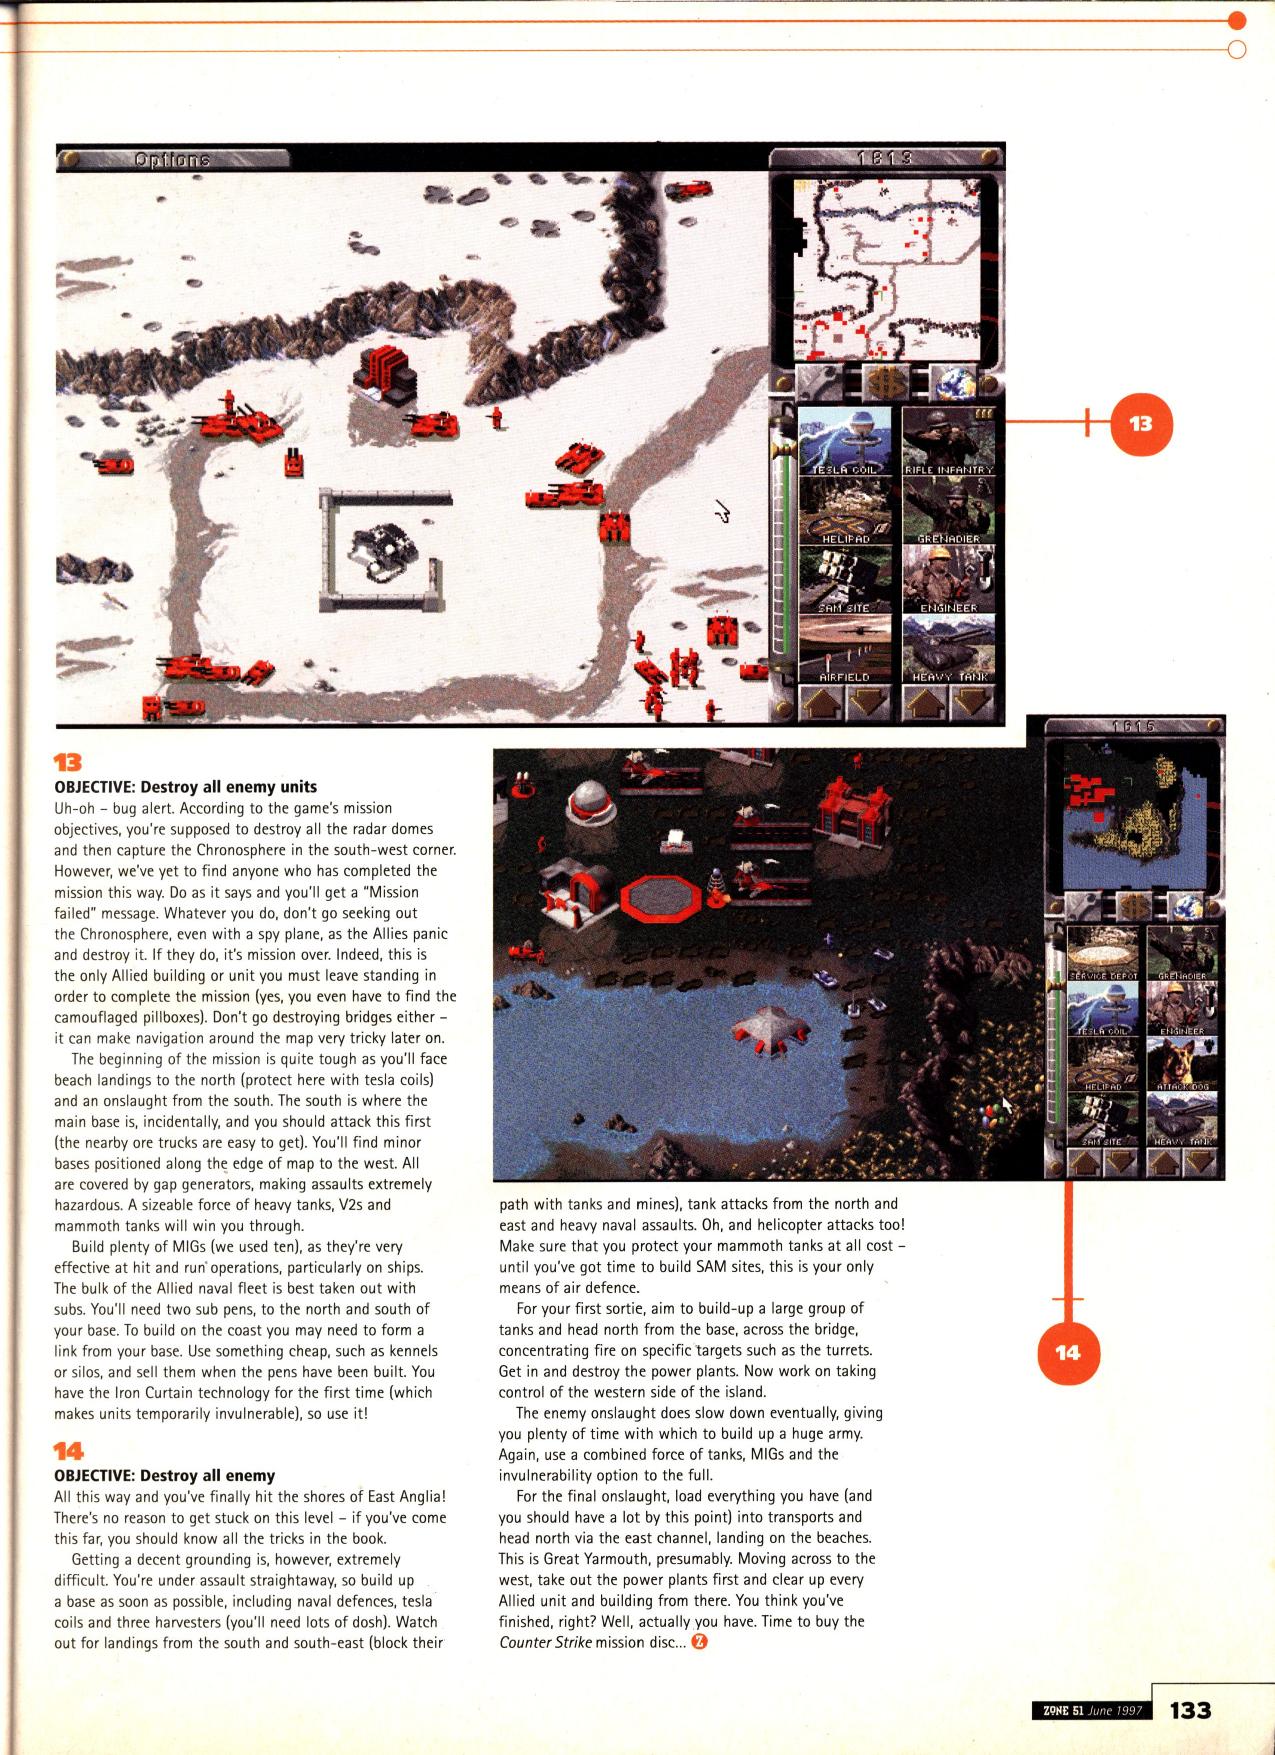 Options
1813
TESLA COIL
RIFLE INFANTRY
HELIPAD
GRENADIER
SAM SITE
ENGINEER
AIRFIELD
HEAVY TANK
13
13
OBJECTIVE: Destroy all enemy units
Uh-oh – bug alert. According to the game's mission
objectives, you're supposed to destroy all the radar domes
and then capture the Chronosphere in the south-west corner.
However, we've yet to find anyone who has completed the
mission this way. Do as it says and you'll get a "Mission
failed" message. Whatever you do, don't go seeking out
the Chronosphere, even with a spy plane, as the Allies panic
and destroy it. If they do, it's mission over. Indeed, this is
the only Allied building or unit you must leave standing in
order to complete the mission (yes, you even have to find the
camouflaged pillboxes). Don't go destroying bridges either –
it can make navigation around the map very tricky later on.
The beginning of the mission is quite tough as you'll face
beach landings to the north (protect here with tesla coils)
and an onslaught from the south. The south is where the
main base is, incidentally, and you should attack this first
(the nearby ore trucks are easy to get). You'll find minor
bases positioned along the edge of map to the west. All
are covered by gap generators, making assaults extremely
hazardous. A sizeable force of heavy tanks, V2s and
mammoth tanks will win you through.
Build plenty of MIGs (we used ten), as they're very
effective at hit and run operations, particularly on ships.
The bulk of the Allied naval fleet is best taken out with
subs. You'll need two sub pens, to the north and south of
your base. To build on the coast you may need to form a
link from your base. Use something cheap, such as kennels
or silos, and sell them when the pens have been built. You
have the Iron Curtain technology for the first time (which
makes units temporarily invulnerable), so use it!
14
OBJECTIVE: Destroy all enemy
All this way and you've finally hit the shores of East Anglia!
There's no reason to get stuck on this level – if you've come
this far, you should know all the tricks in the book.
Getting a decent grounding is, however, extremely
difficult. You're under assault straightaway, so build up
a base as soon as possible, including naval defences, tesla
coils and three harvesters (you'll need lots of dosh). Watch
out for landings from the south and south-east (block their
1615
SERVICE DEPOT
GRENADIER
TESLA COIL
ENGINEER
HELIPAD
ATTACK DOG
SAM SITE
HEAVY TANK
14
path with tanks and mines), tank attacks from the north and
east and heavy naval assaults. Oh, and helicopter attacks too!
Make sure that you protect your mammoth tanks at all cost –
until you've got time to build SAM sites, this is your only
means of air defence.
For your first sortie, aim to build-up a large group of
tanks and head north from the base, across the bridge,
concentrating fire on specific targets such as the turrets.
Get in and destroy the power plants. Now work on taking
control of the western side of the island.
The enemy onslaught does slow down eventually, giving
you plenty of time with which to build up a huge army.
Again, use a combined force of tanks, MIGs and the
invulnerability option to the full.
For the final onslaught, load everything you have (and
you should have a lot by this point) into transports and
head north via the east channel, landing on the beaches.
This is Great Yarmouth, presumably. Moving across to the
west, take out the power plants first and clear up every
Allied unit and building from there. You think you've
finished, right? Well, actually you have. Time to buy the
Counter Strike mission disc... Z
ZONE 51 June 1997 133